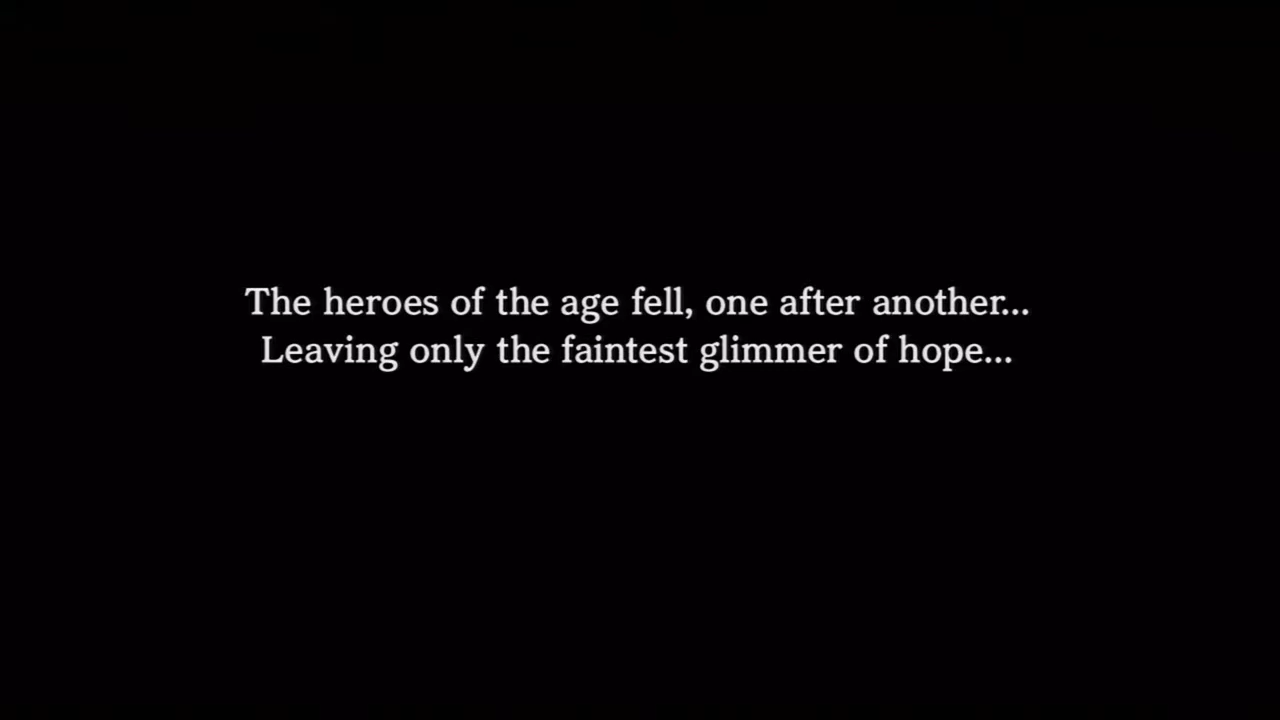 The heroes of the age fell, one after another...
Leaving only the faintest glimmer of hope...